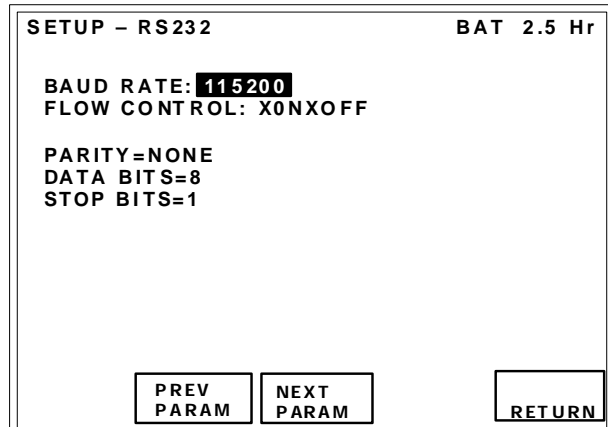 SETUP – RS232 BAT 2.5 Hr
BAUD RATE: 115200
FLOW CONTROL: X0NXOFF
PARITY=NONE
DATA BITS=8
STOP BITS=1
PREV
PARAM
NEXT
PARAM
RETURN